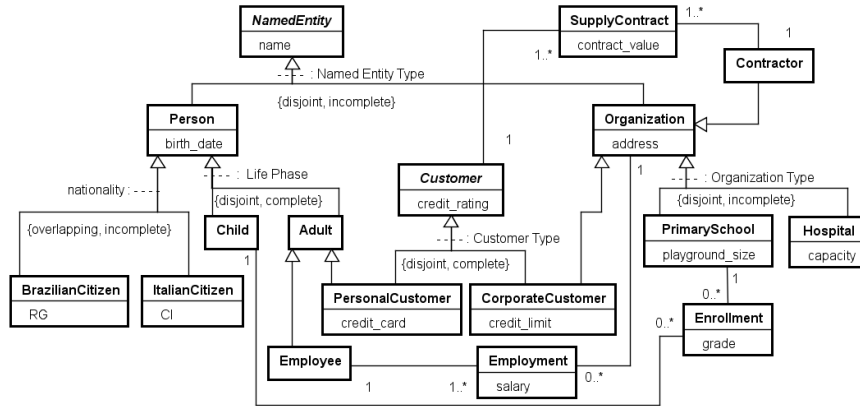 NamedEntity
name
SupplyContract
contract_value
1..*
1
1..*
Contractor
: Named Entity Type
{disjoint, incomplete}
Person
birth_date
Organization
address
1
1
nationality :
: Life Phase
{disjoint, complete}
{overlapping, incomplete}
Customer
credit_rating
: Organization Type
{disjoint, incomplete}
Child
1
Adult
: Customer Type
{disjoint, complete}
PrimarySchool
playground_size
1
Hospital
capacity
BrazilianCitizen
RG
ItalianCitizen
CI
PersonalCustomer
credit_card
CorporateCustomer
credit_limit
0..*
0..*
Enrollment
grade
Employee
1
1..*
Employment
salary
0..*